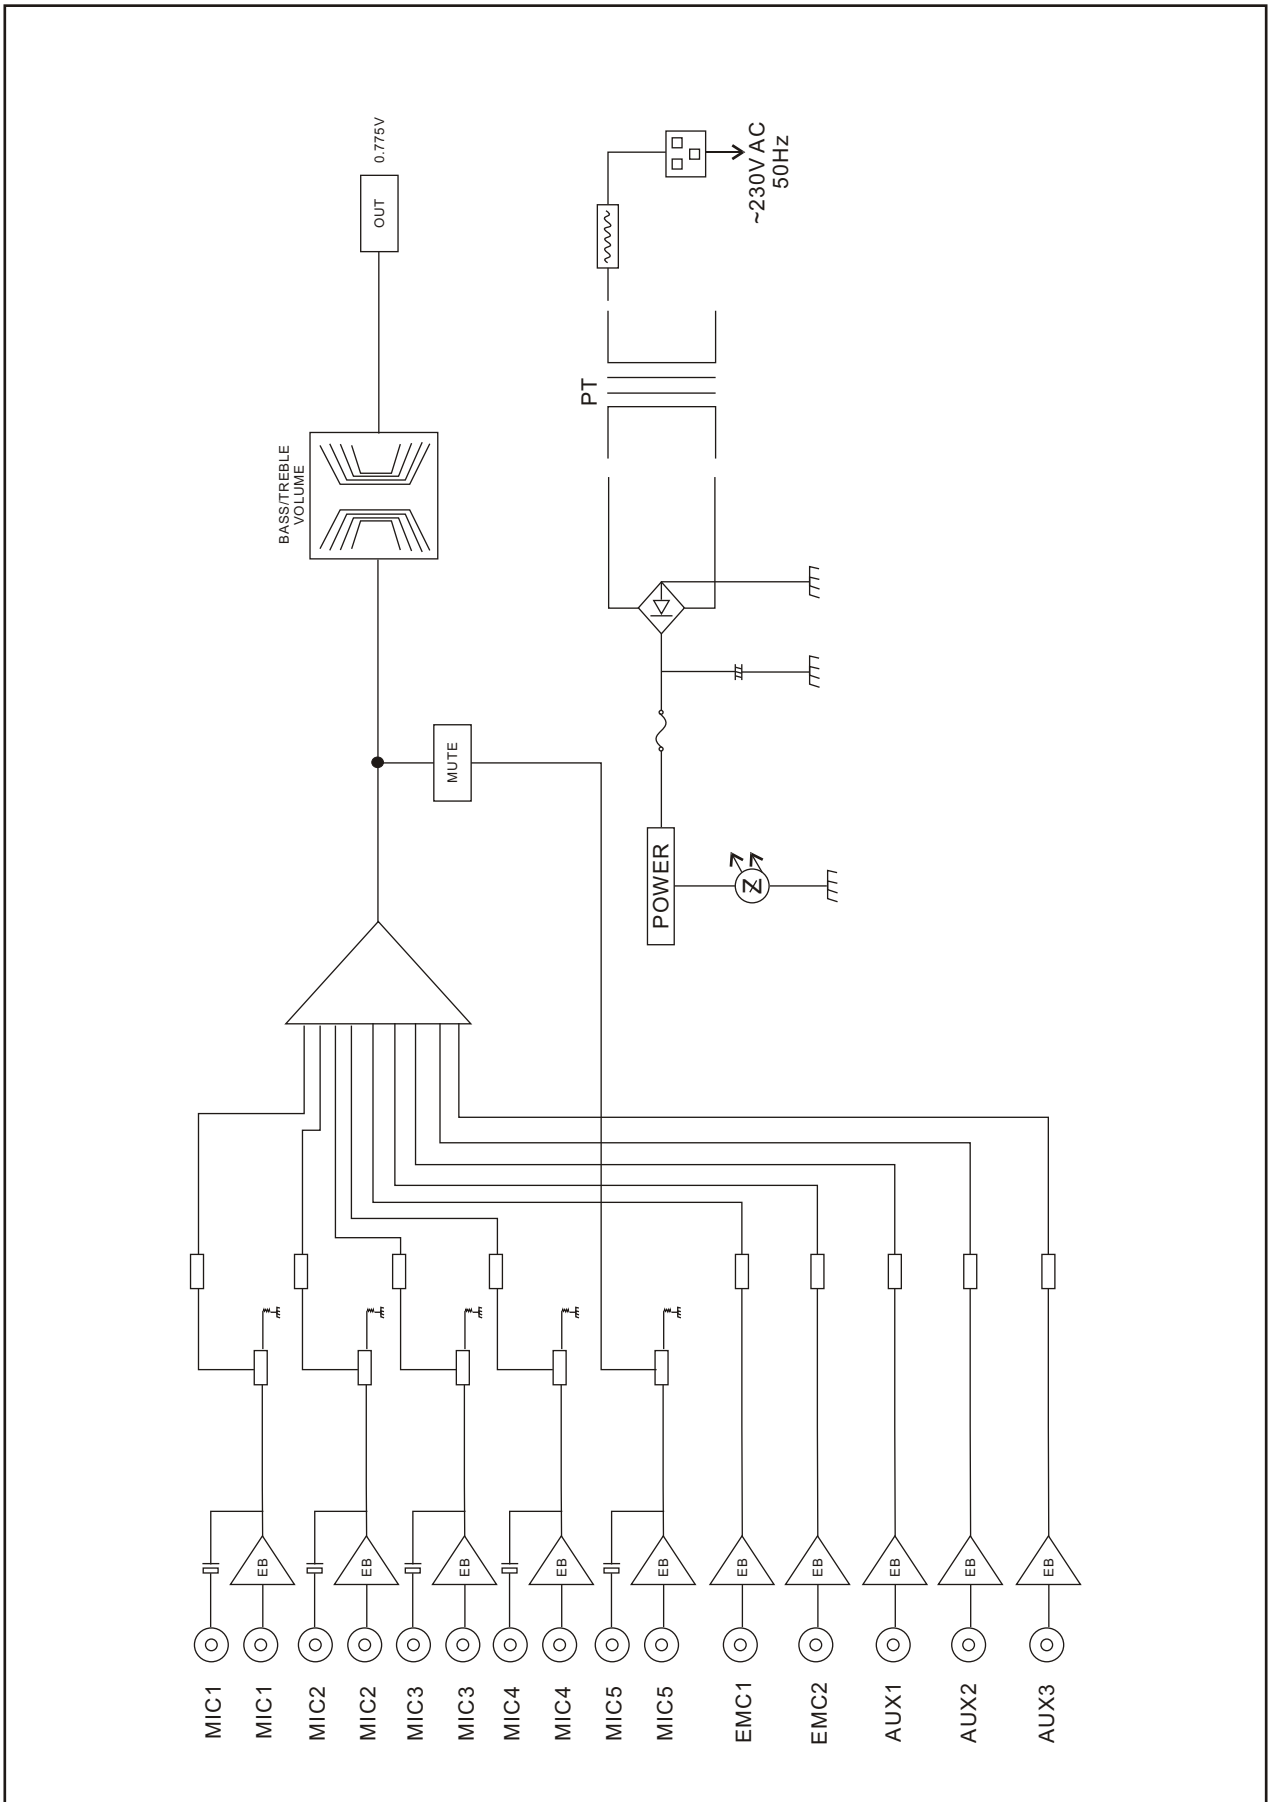 MIC1
MIC1
MIC2
MIC2
MIC3
MIC3
MIC4
MIC4
MIC5
MIC5
EMC1
EMC2
AUX1
AUX2
AUX3
EB
EB
EB
EB
EB
EB
EB
EB
EB
EB
MUTE
BASS/TREBLE
VOLUME
OUT
0.775V
POWER
Z
PT
~230V AC
50Hz